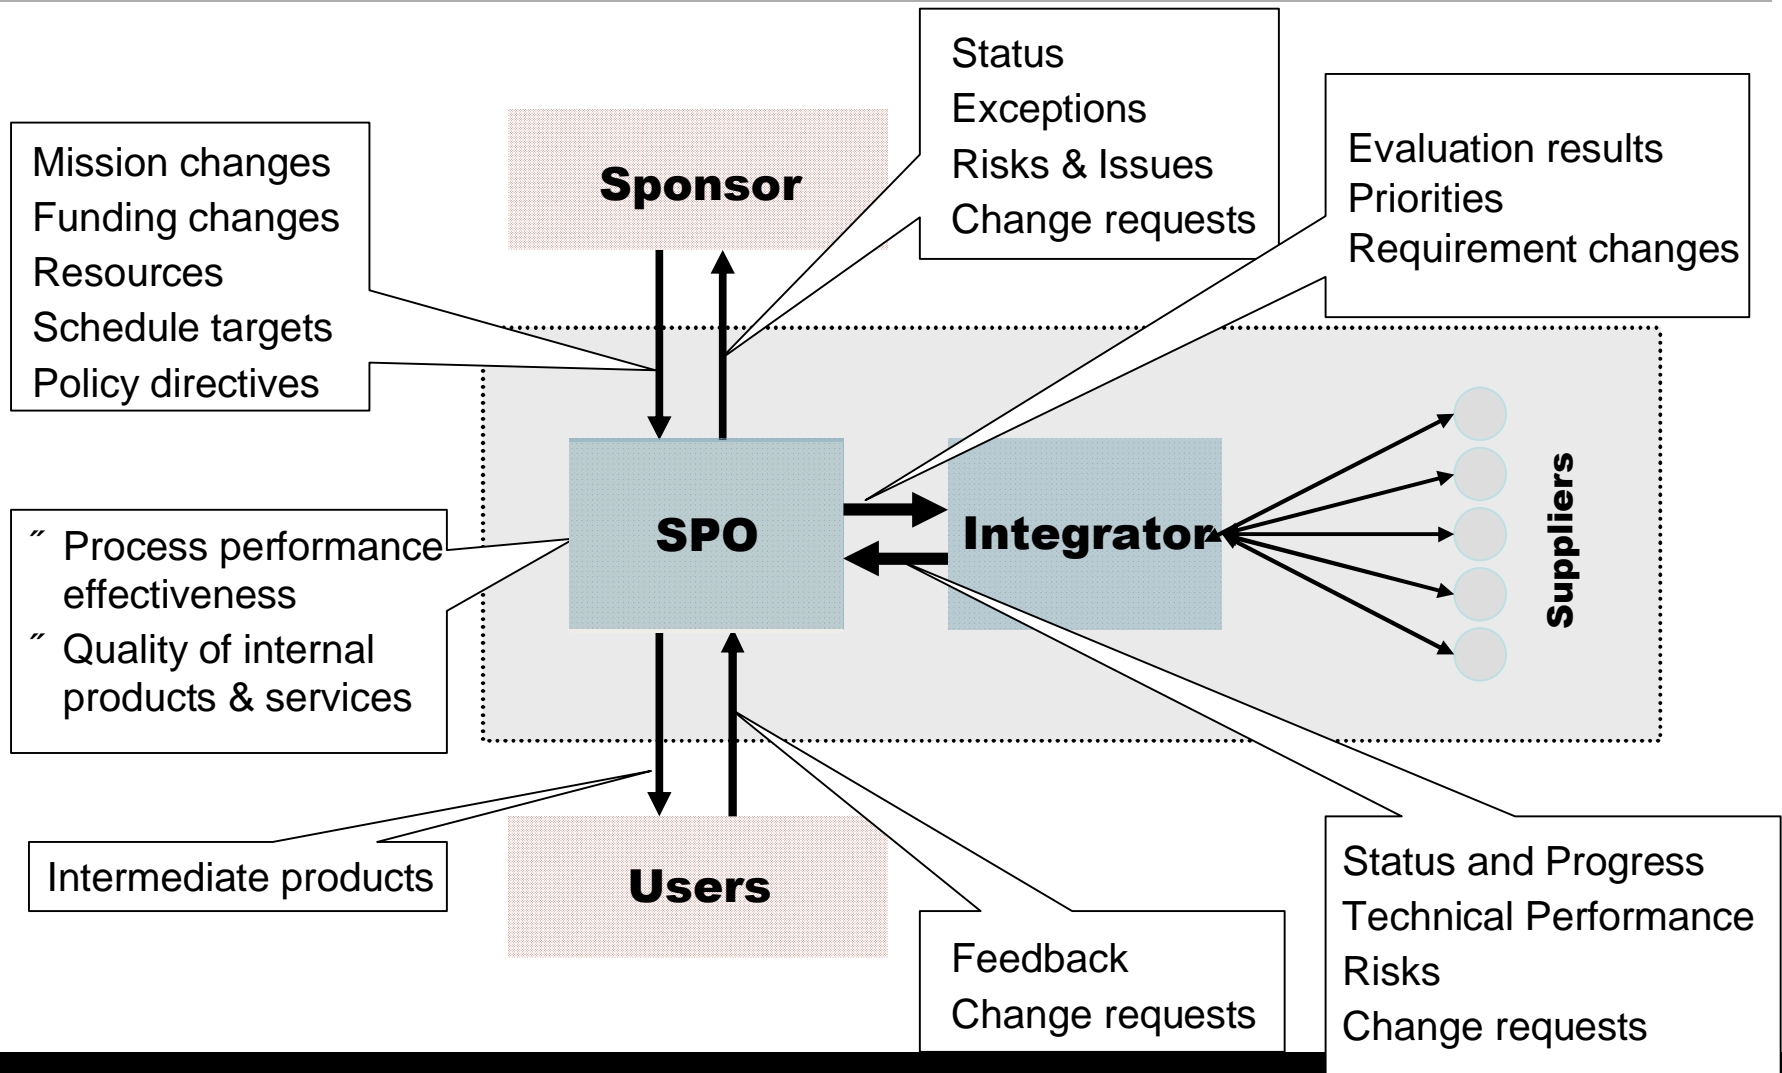 Status
Exceptions
Risks & Issues
Change requests
Evaluation results
Priorities
Requirement changes
Mission changes
Funding changes
Resources
Schedule targets
Policy directives
Sponsor
SPO
Integrator
Suppliers
˝ Process performance
effectiveness
˝ Quality of internal
products & services
Intermediate products
Users
Feedback
Change requests
Status and Progress
Technical Performance
Risks
Change requests